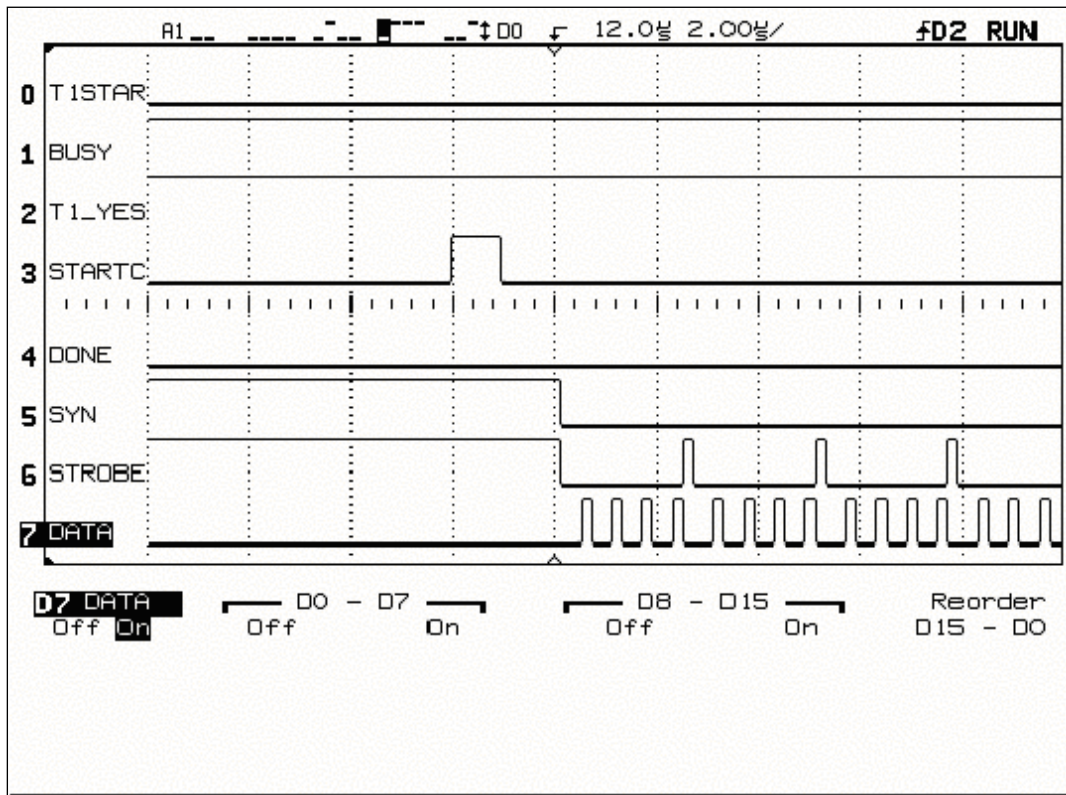 A1 D0 12.0µs 2.00µs/ D2 RUN
0 T1STAR
1 BUSY
2 T1_YES
3 STARTC
4 DONE
5 SYN
6 STROBE
7 DATA
D7 DATA D0 - D7 D8 - D15 Reorder
Off On Off On Off On D15 - D0